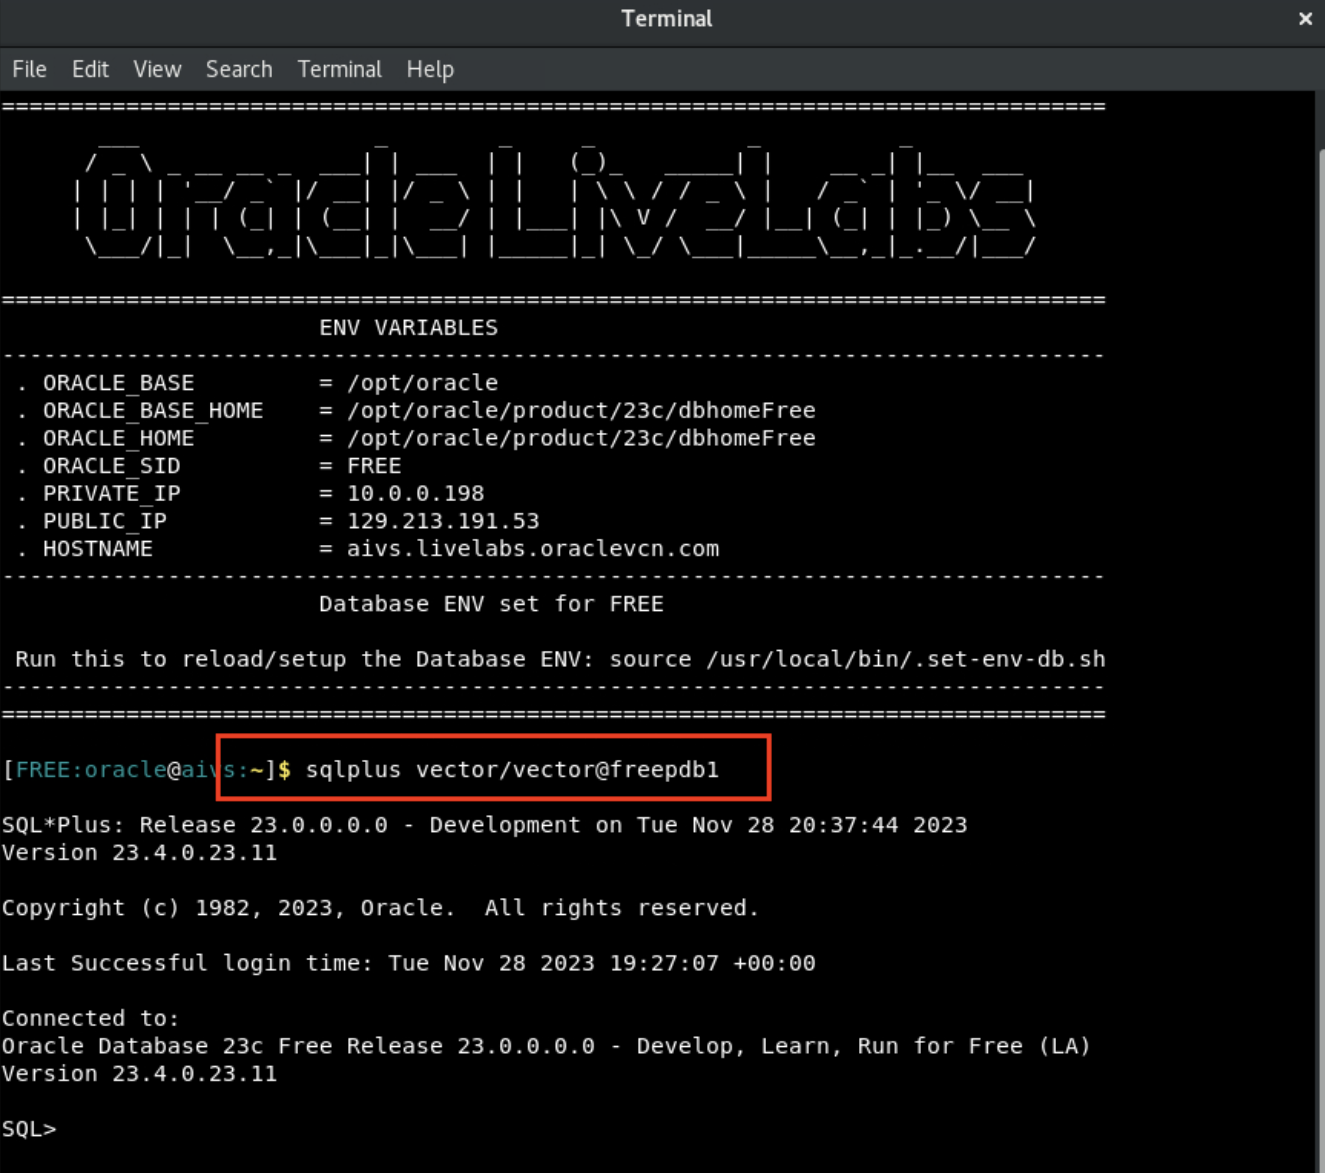 Terminal
File Edit View Search Terminal Help
================================================================================
Oracle LiveLabs
================================================================================
ENV VARIABLES
--------------------------------------------------------------------------------
. ORACLE_BASE = /opt/oracle
. ORACLE_BASE_HOME = /opt/oracle/product/23c/dbhomeFree
. ORACLE_HOME = /opt/oracle/product/23c/dbhomeFree
. ORACLE_SID = FREE
. PRIVATE_IP = 10.0.0.198
. PUBLIC_IP = 129.213.191.53
. HOSTNAME = aivs.livelabs.oraclevcn.com
--------------------------------------------------------------------------------
Database ENV set for FREE
Run this to reload/setup the Database ENV: source /usr/local/bin/.set-env-db.sh
--------------------------------------------------------------------------------
================================================================================
[FREE:oracle@aivs:~]$ sqlplus vector/vector@freepdb1
SQL*Plus: Release 23.0.0.0.0 - Development on Tue Nov 28 20:37:44 2023
Version 23.4.0.23.11
Copyright (c) 1982, 2023, Oracle.  All rights reserved.
Last Successful login time: Tue Nov 28 2023 19:27:07 +00:00
Connected to:
Oracle Database 23c Free Release 23.0.0.0.0 - Develop, Learn, Run for Free (LA)
Version 23.4.0.23.11
SQL>